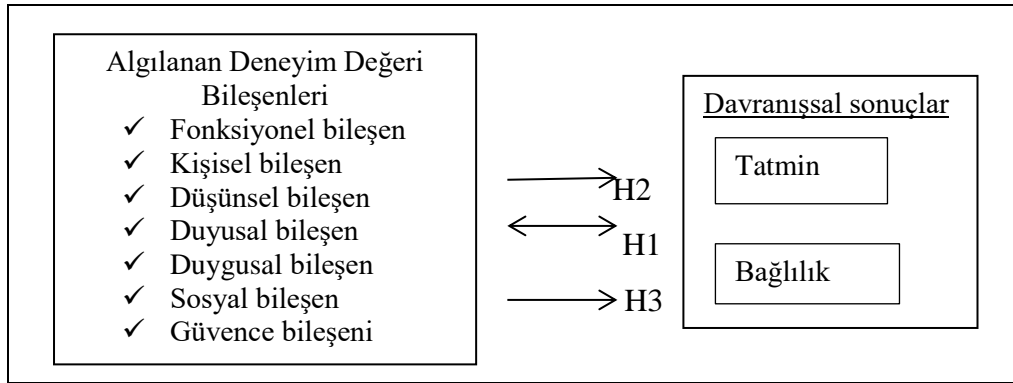 Algılanan Deneyim Değeri
Bileşenleri
✓ Fonksiyonel bileşen
✓ Kişisel bileşen
✓ Düşünsel bileşen
✓ Duyusal bileşen
✓ Duygusal bileşen
✓ Sosyal bileşen
✓ Güvence bileşeni
H2
H1
H3
Davranışsal sonuçlar
Tatmin
Bağlılık